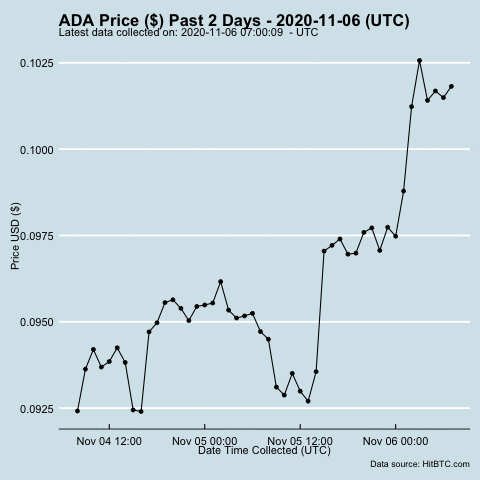 ADA Price ($) Past 2 Days - 2020-11-06 (UTC)
Latest data collected on: 2020-11-06 07:00:09 - UTC
0.1025
0.1000
0.0975
0.0950
0.0925
Price USD ($)
Nov 04 12:00 Nov 05 00:00 Nov 05 12:00 Nov 06 00:00
Date Time Collected (UTC)
Data source: HitBTC.com